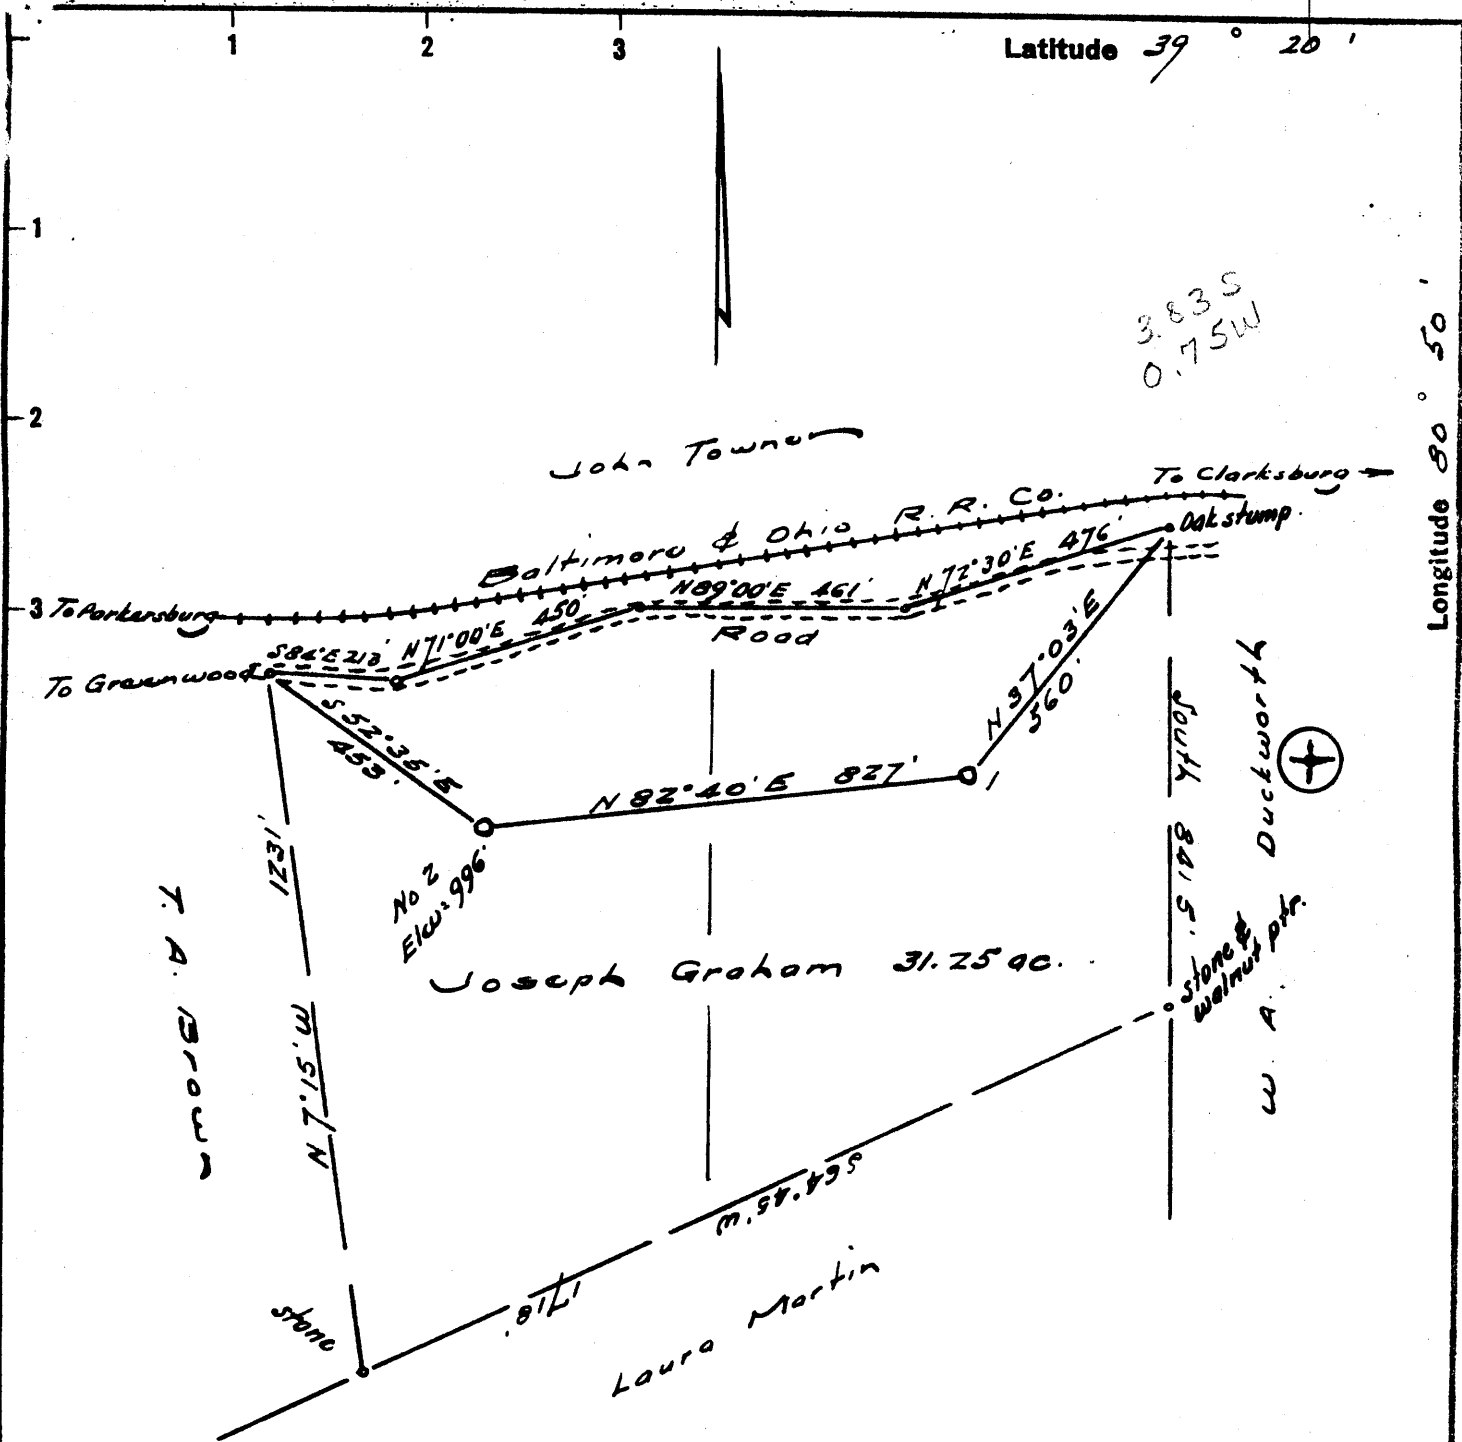 1
2
3
Latitude 39 ° 20 '
1
2
3
Longitude 80 ° 50 '
3.83 S
0.75 W
John Towner
To Clarksburg
Baltimore & Ohio R. R. Co.
Oak stump.
To Parkersburg
To Greenwood
S 84° E 213'
N 71°00' E 450'
N 89°00' E 461'
N 72°30' E 476'
Road
S 52°35' E
453'
N 82°40' E 827'
N 37°03' E
560'
1
No 2
Elev = 996'
South 841.5'
W. A. Duckworth
1231'
N 7°15' W
T. A. Brown
Joseph Graham 31.25 ac.
stone &
walnut ptr.
S 64°45' W
1718'
stone
Laura Martin